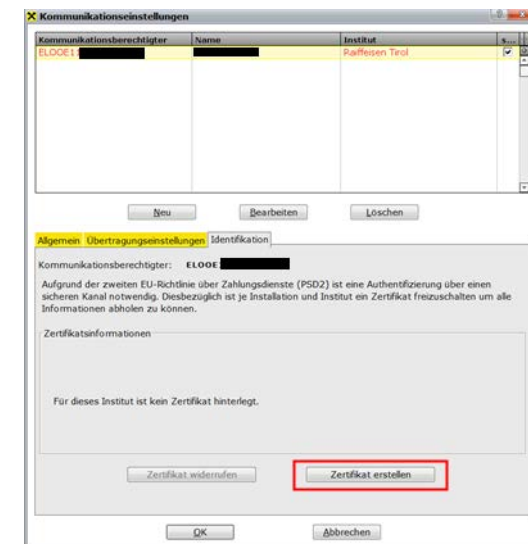 Kommunikationseinstellungen
Kommunikationsberechtigter Name Institut s...
ELOOE1 Raiffeisen Tirol
Neu Bearbeiten Löschen
Allgemein Übertragungseinstellungen Identifikation
Kommunikationsberechtigter: ELOOE
Aufgrund der zweiten EU-Richtlinie über Zahlungsdienste (PSD2) ist eine Authentifizierung über einen
sicheren Kanal notwendig. Diesbezüglich ist je Installation und Institut ein Zertifikat freizuschalten um alle
Informationen abholen zu können.
Zertifikatsinformationen
Für dieses Institut ist kein Zertifikat hinterlegt.
Zertifikat widerrufen Zertifikat erstellen
OK Abbrechen